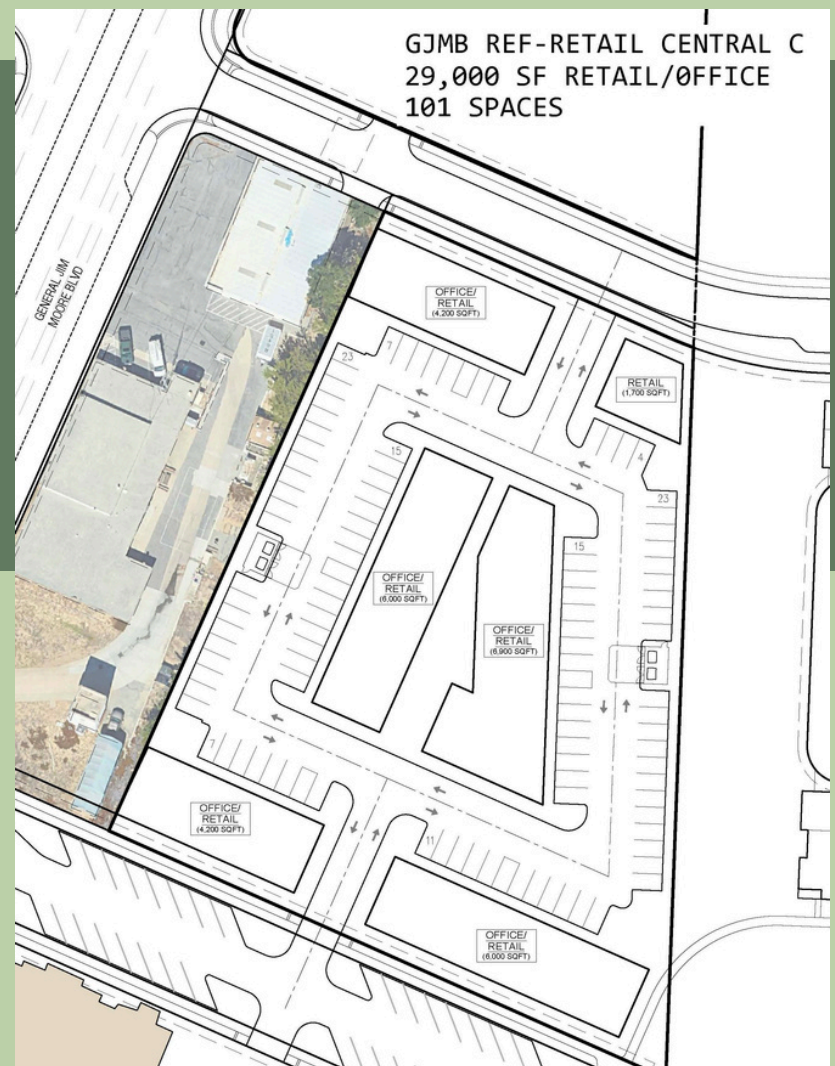 GJMB REF-RETAIL CENTRAL C
29,000 SF RETAIL/0FFICE
101 SPACES
GENERAL JIM
MOORE BLVD
OFFICE/
RETAIL
(4,200 SQFT)
7
23
RETAIL
(1,700 SQFT)
4
15
23
15
OFFICE/
RETAIL
(6,000 SQFT)
OFFICE/
RETAIL
(6,900 SQFT)
7
OFFICE/
RETAIL
(4,200 SQFT)
11
OFFICE/
RETAIL
(6,000 SQFT)